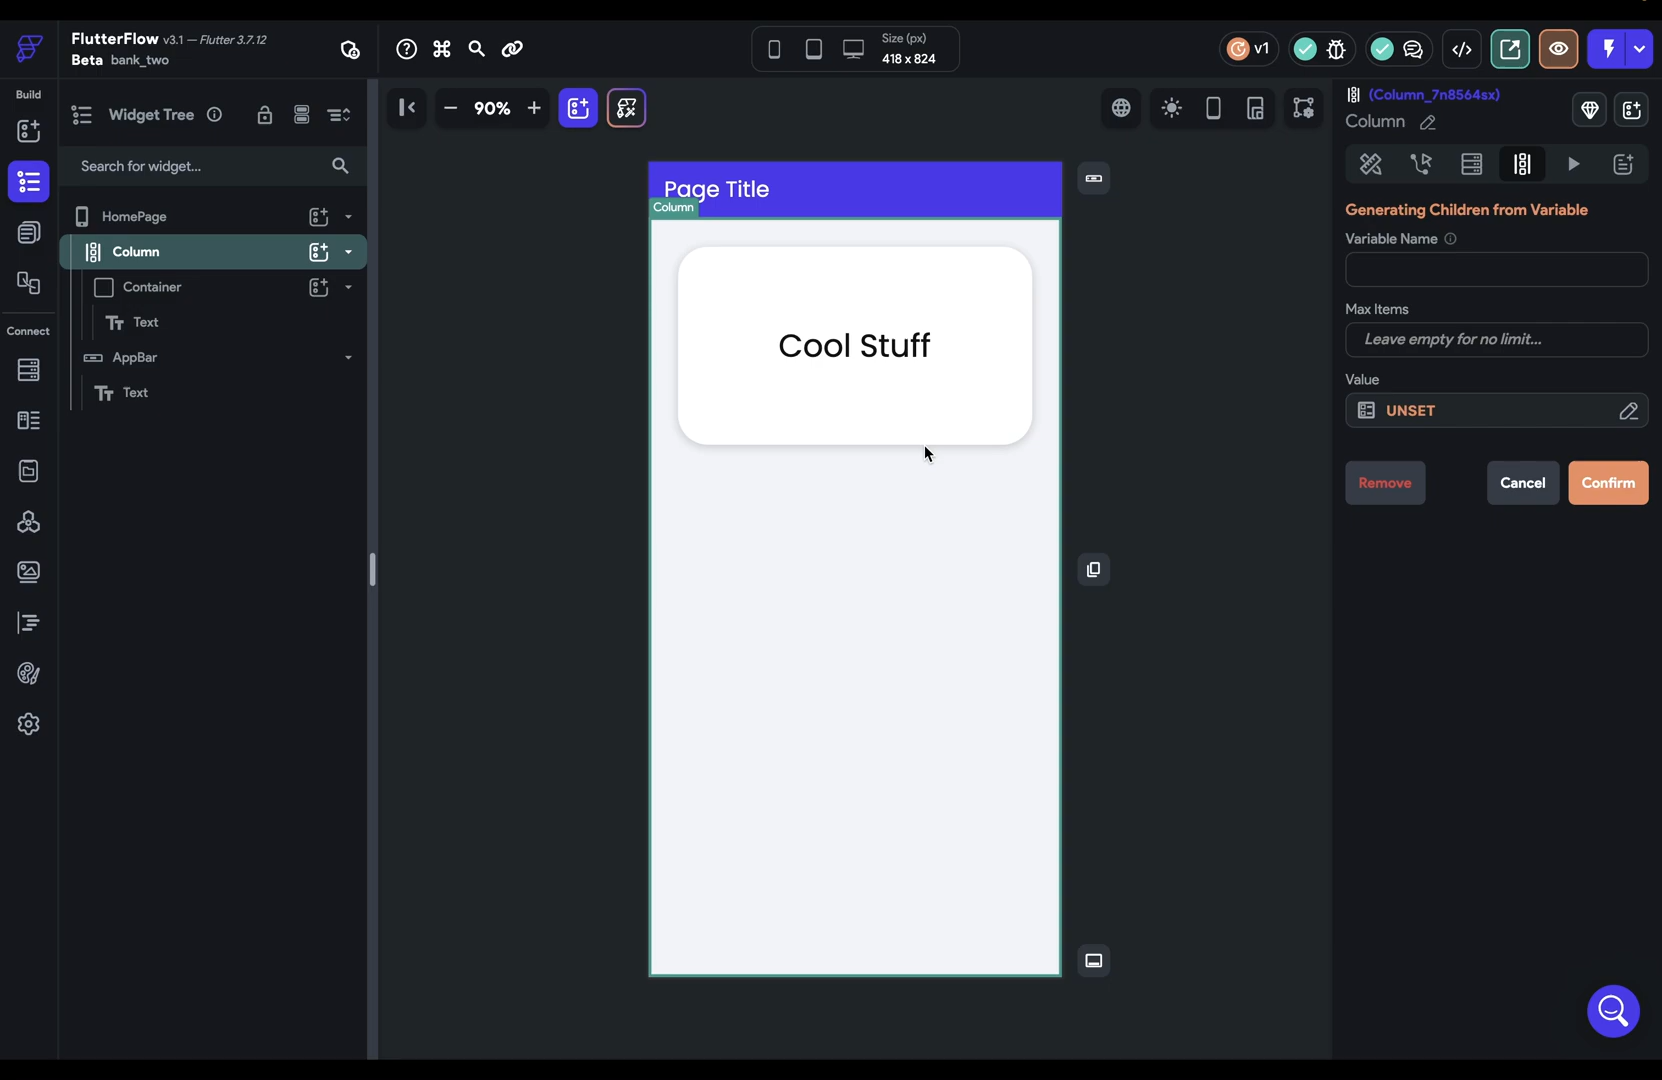 FlutterFlow v3.1 — Flutter 3.7.12
Beta bank_two
Size (px)
418 x 824
v1
Build
Widget Tree
90%
(Column_7n8564sx)
Column
Search for widget...
Page Title
Column
HomePage
Column
Container
Text
AppBar
Text
Connect
Cool Stuff
Generating Children from Variable
Variable Name
Max Items
Leave empty for no limit...
Value
UNSET
Remove
Cancel
Confirm